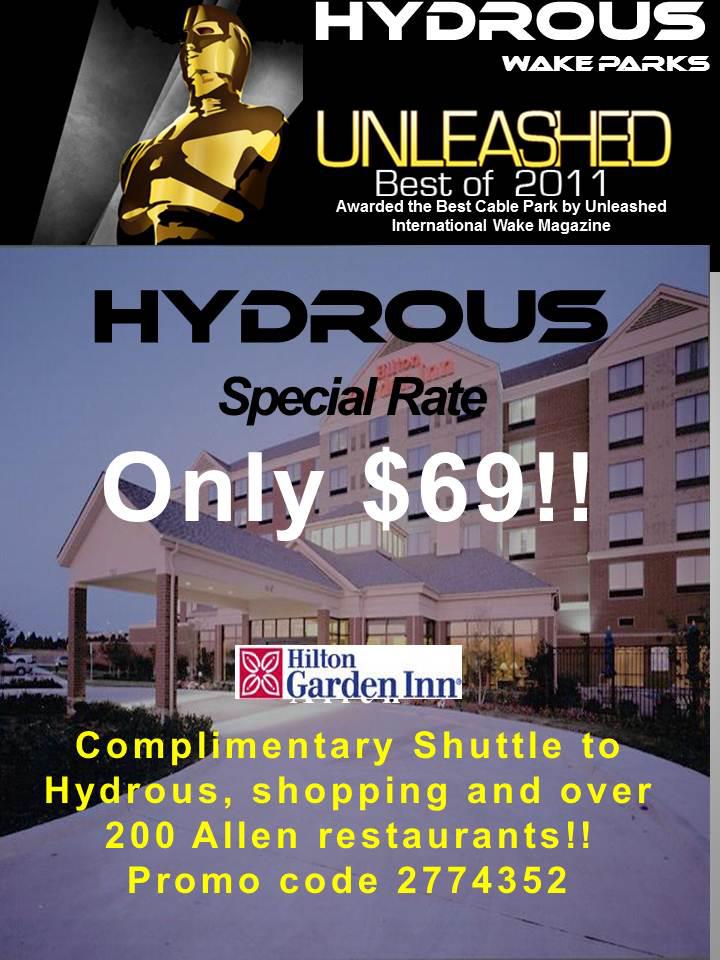 HYDROUS
WAKE PARKS
UNLEASHED
Best of 2011
Awarded the Best Cable Park by Unleashed
International Wake Magazine
HYDROUS
Hilton
Special Rate
Only $69!!
Hilton
Garden Inn
Complimentary Shuttle to
Hydrous, shopping and over
200 Allen restaurants!!
Promo code 2774352